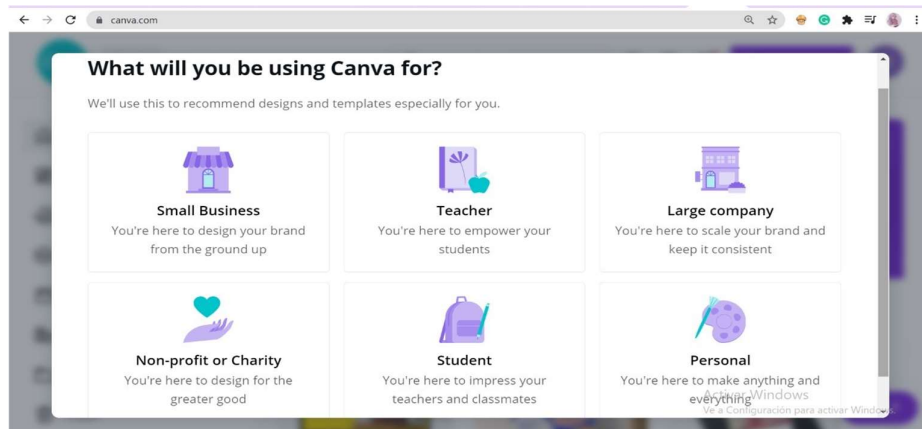 canva.com
What will you be using Canva for?
We'll use this to recommend designs and templates especially for you.
Small Business
You're here to design your brand
from the ground up
Teacher
You're here to empower your
students
Large company
You're here to scale your brand and
keep it consistent
Non-profit or Charity
You're here to design for the
greater good
Student
You're here to impress your
teachers and classmates
Personal
You're here to make anything and
everything
Activar Windows
Ve a Configuración para activar Windows